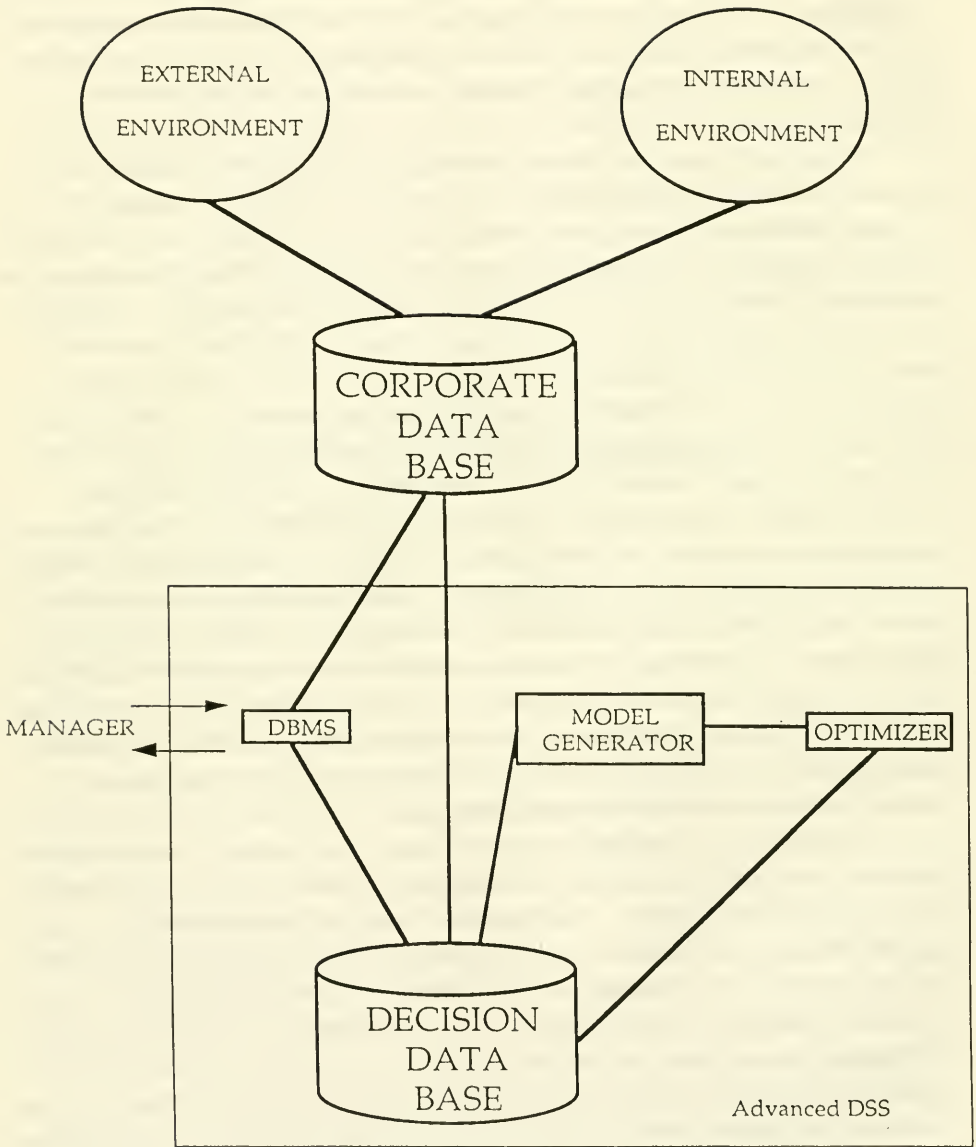 EXTERNAL
ENVIRONMENT
INTERNAL
ENVIRONMENT
CORPORATE
DATA
BASE
MANAGER
DBMS
MODEL
GENERATOR
OPTIMIZER
DECISION
DATA
BASE
Advanced DSS